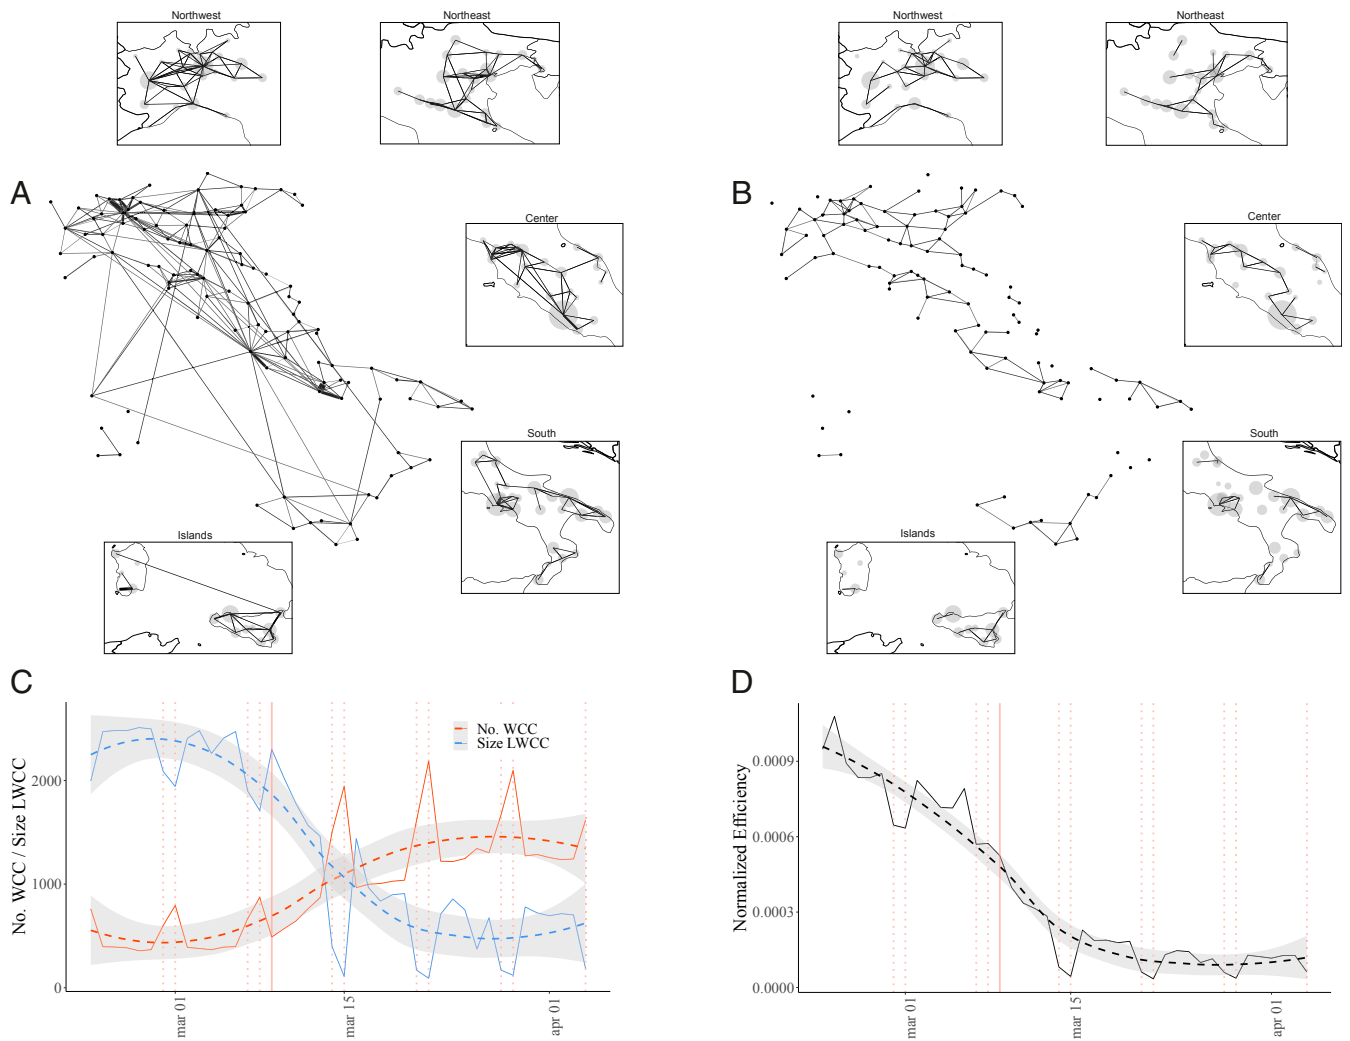 Northwest
Northeast
Northwest
Northeast
A
B
Center
Center
South
South
Islands
Islands
C
D
No. WCC / Size LWCC
2000
1000
0
No. WCC
Size LWCC
mar 01
mar 15
apr 01
Normalized Efficiency
0.0009
0.0006
0.0003
0.0000
mar 01
mar 15
apr 01